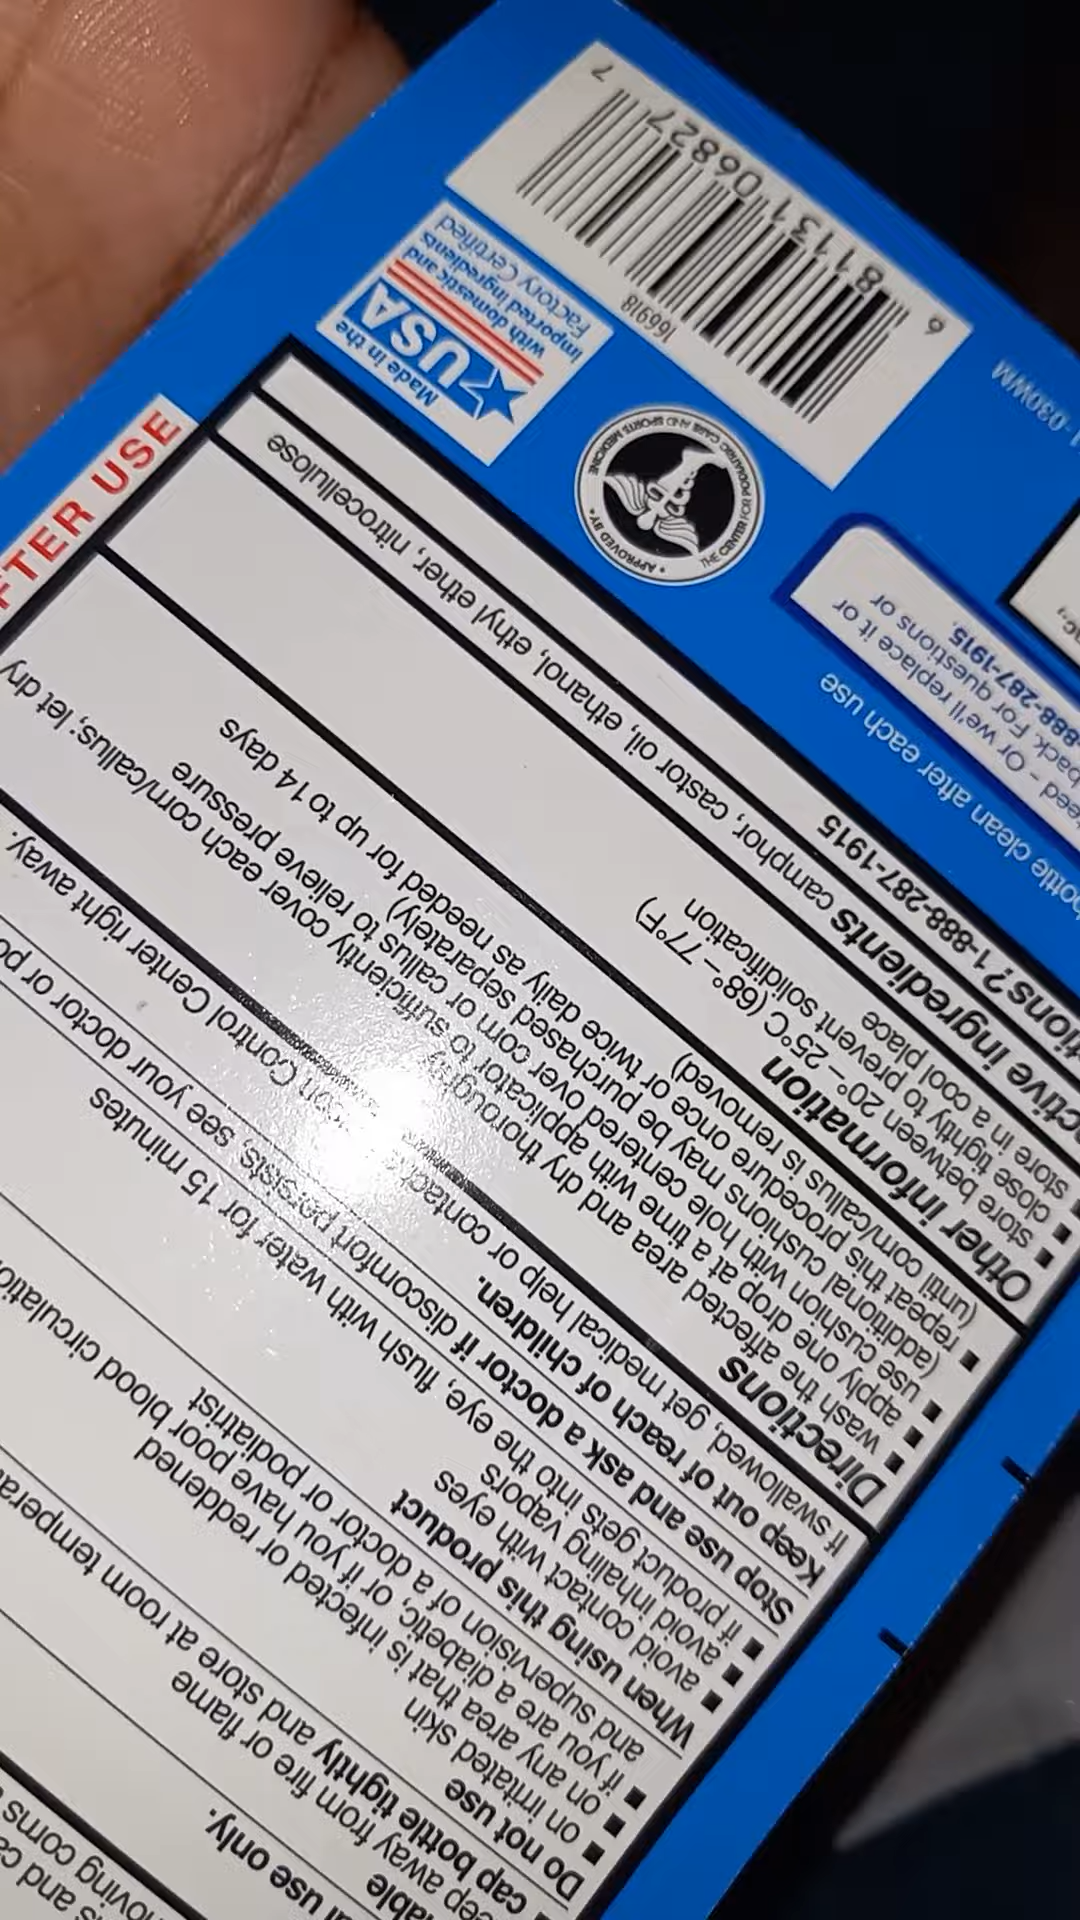 moving corns
al use only.
keep away from fire or flame
cap bottle tightly and store at room
Do not use
on irritated skin
on any area that is infected or reddened
if you are a diabetic, or if you have poor blood
and supervision of a doctor or podiatrist
When using this product
avoid contact with eyes
avoid inhaling vapors
if product gets into the eye, flush with water for 15 minutes
Stop use and ask a doctor if discomfort persists, see your doctor or
Keep out of reach of children.
If swallowed, get medical help or contact Control Center right away.
Directions
wash the affected area and dry thoroughly
apply one drop at a time with applicator to sufficiently cover each corn/callus; let dry
use cushion with hole centered over corn or callus to relieve pressure
(additional cushions may be purchased separately)
repeat this procedure once or twice daily as needed for up to 14 days
(until corn/callus is removed)
Other information
store between 20°–25°C (68°–77°F)
close tightly to prevent solidification
store in a cool place
ctive ingredients camphor, castor oil, ethanol, ethyl ether, nitrocellulose
tions? 1-888-287-1915
FTER USE
Made in the
USA
with domestic and
imported ingredients
Factory Certified
• APPROVED BY •
THE CENTER FOR PODIATRIC CARE AND SPORTS MEDICINE
166918
6 81131 06827 7
bottle clean after each use
eed - Or we'll replace it or
back. For questions or
888-287-1915.
1-030WM